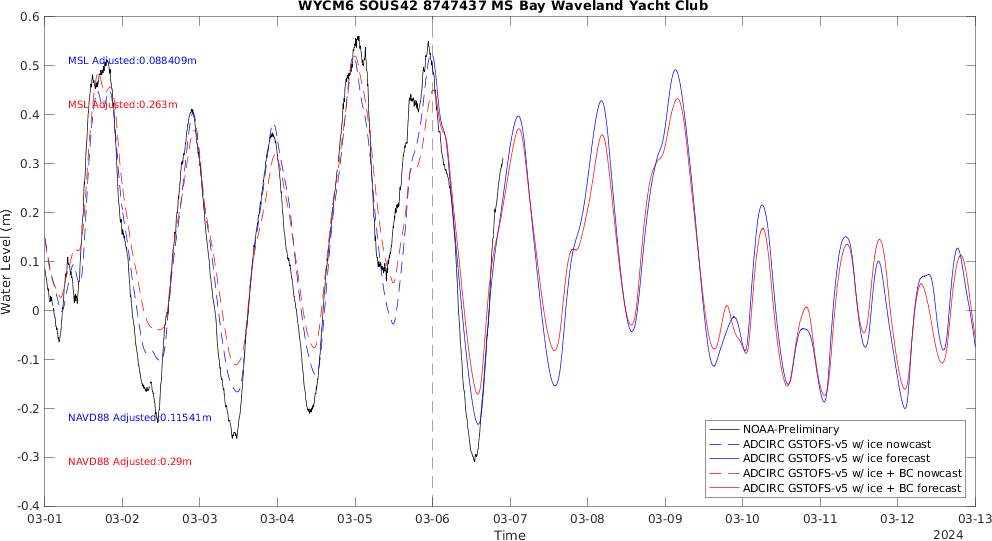 WYCM6 SOUS42 8747437 MS Bay Waveland Yacht Club
Water Level (m)
0.6
0.5
0.4
0.3
0.2
0.1
0
-0.1
-0.2
-0.3
-0.4
MSL Adjusted:0.088409m
MSL Adjusted:0.263m
NAVD88 Adjusted:0.11541m
NAVD88 Adjusted:0.29m
NOAA-Preliminary
ADCIRC GSTOFS-v5 w/ ice nowcast
ADCIRC GSTOFS-v5 w/ ice forecast
ADCIRC GSTOFS-v5 w/ ice + BC nowcast
ADCIRC GSTOFS-v5 w/ ice + BC forecast
03-01 03-02 03-03 03-04 03-05 03-06 03-07 03-08 03-09 03-10 03-11 03-12 03-13
Time
2024